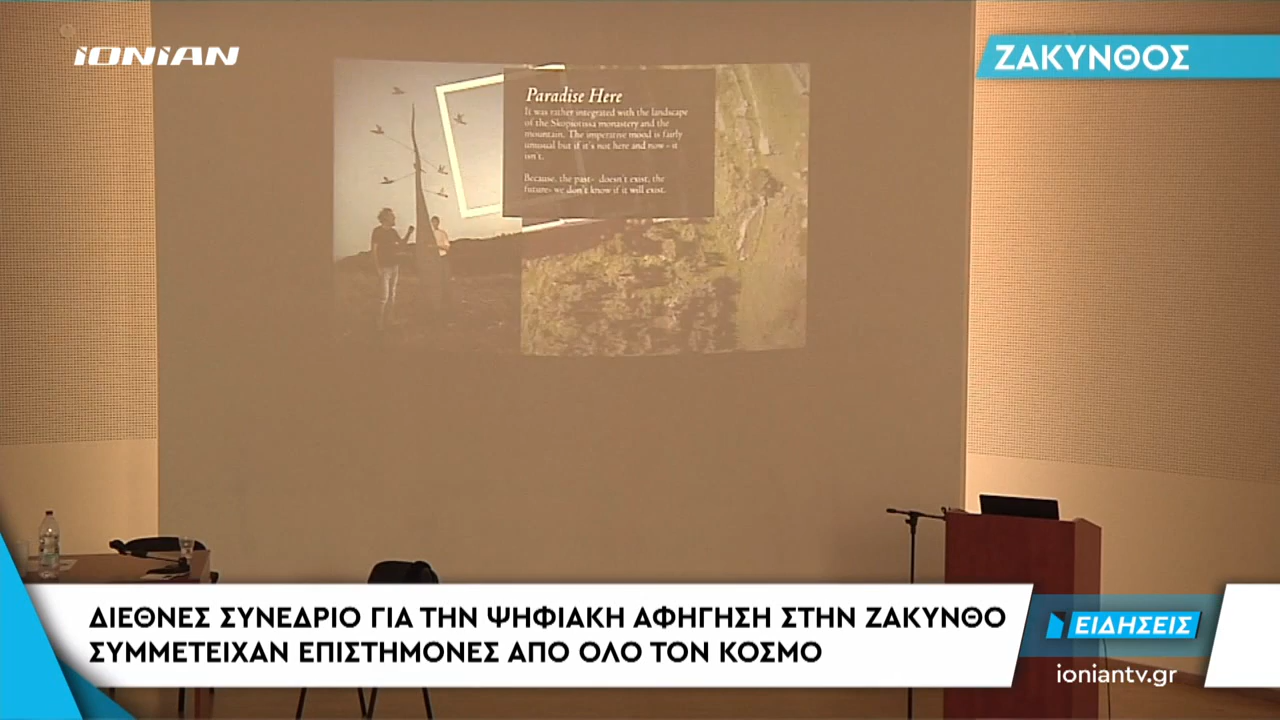 IONIAN
ΖΑΚΥΝΘΟΣ
Paradise Here
It was rather integrated with the landscape
of the Skopiotissa monastery and the
mountain. The imperative mood is fairly
unusual but if it's not here and now - it
isn't.
Because, the past- doesn't exist, the
future- we don't know if it will exist.
ΔΙΕΘΝΕΣ ΣΥΝΕΔΡΙΟ ΓΙΑ ΤΗΝ ΨΗΦΙΑΚΗ ΑΦΗΓΗΣΗ ΣΤΗΝ ΖΑΚΥΝΘΟ
ΣΥΜΜΕΤΕΙΧΑΝ ΕΠΙΣΤΗΜΟΝΕΣ ΑΠΟ ΟΛΟ ΤΟΝ ΚΟΣΜΟ
ΕΙΔΗΣΕΙΣ
ioniantv.gr